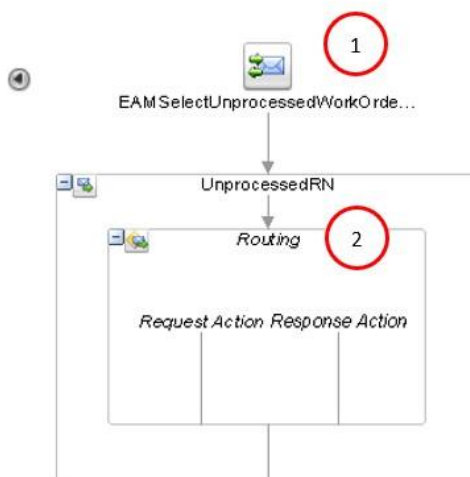 1
EAMSelectUnprocessedWorkOrde...
UnprocessedRN
Routing 2
Request Action Response Action